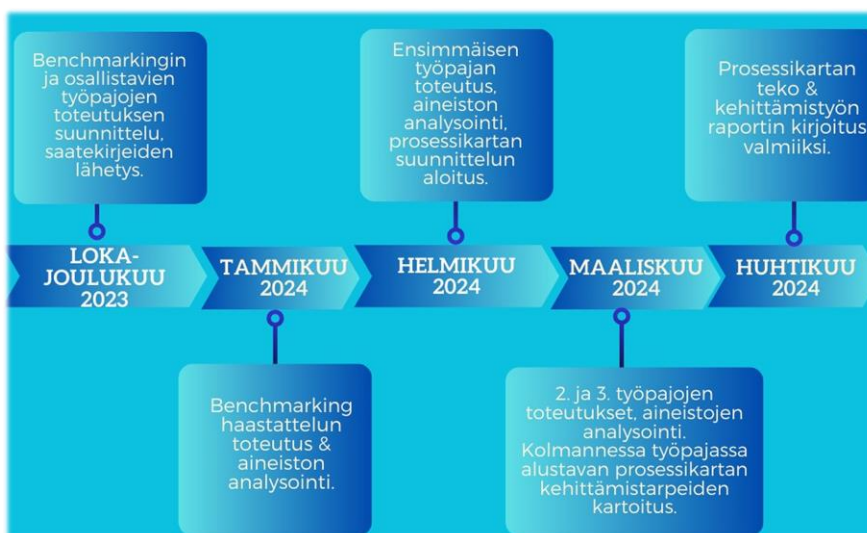 Benchmarkingin
ja osallistavien
työpajojen
toteutuksen
suunnittelu,
saatekirjeiden
lähetys.
Ensimmäisen
työpajan
toteutus,
aineiston
analysointi,
prosessikartan
suunnittelun
aloitus.
Prosessikartan
teko &
kehittämistyön
raportin kirjoitus
valmiiksi.
LOKA-
JOULUKUU
2023
TAMMIKUU
2024
HELMIKUU
2024
MAALISKUU
2024
HUHTIKUU
2024
Benchmarking
haastattelun
toteutus &
aineiston
analysointi.
2. ja 3. työpajojen
toteutukset, aineistojen
analysointi.
Kolmannessa työpajassa
alustavan prosessikartan
kehittämistarpeiden
kartoitus.